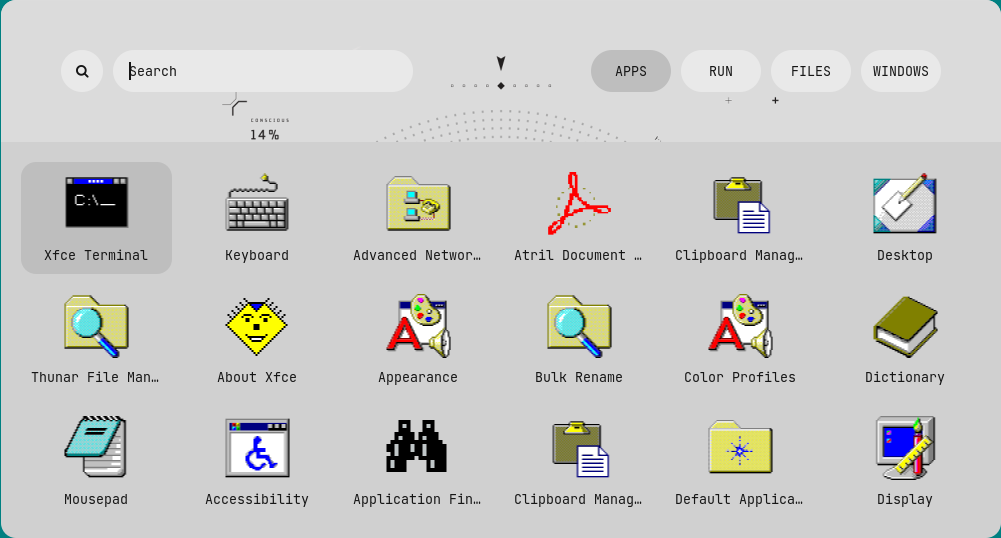 Search
APPS
RUN
FILES
WINDOWS
CONSCIOUS
14%
C:\_
Xfce Terminal
Keyboard
Advanced Networ…
Atril Document …
Clipboard Manag…
Desktop
Thunar File Man…
About Xfce
Appearance
Bulk Rename
Color Profiles
Dictionary
Mousepad
Accessibility
Application Fin…
Clipboard Manag…
Default Applica…
Display